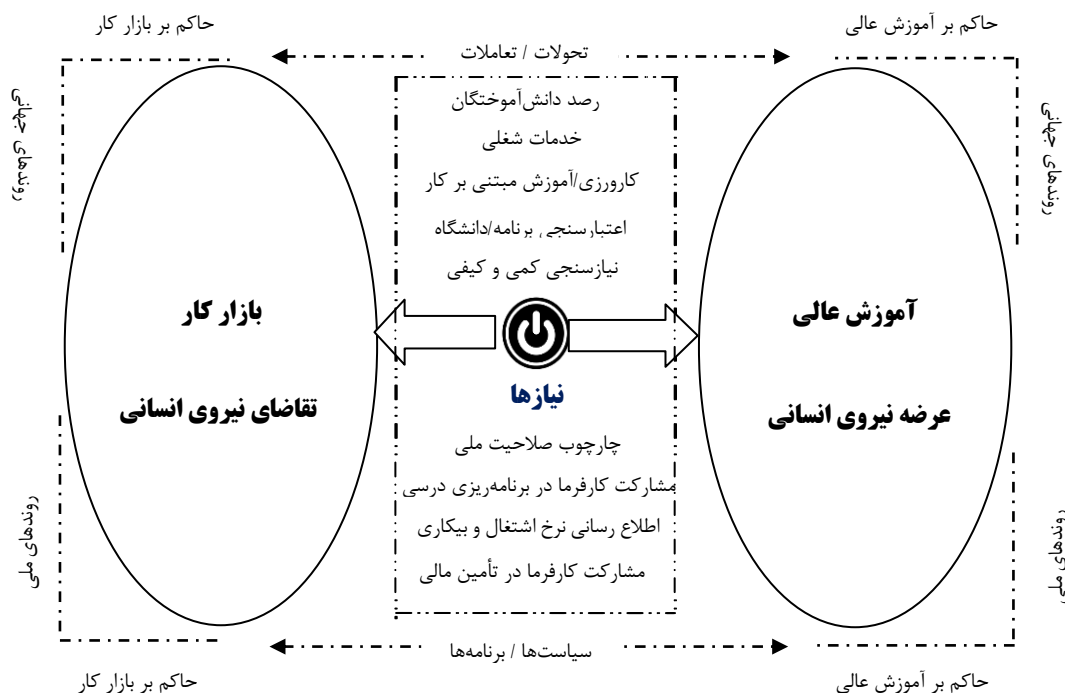 حاکم بر آموزش عالی
حاکم بر بازار کار
تحولات / تعاملات
روندهای جهانی
روندهای جهانی
رصد دانش‌آموختگان
خدمات شغلی
کارورزی/آموزش مبتنی بر کار
اعتبارسنجی برنامه/دانشگاه
نیازسنجی کمی و کیفی
آموزش عالی
عرضه نیروی انسانی
نیازها
بازار کار
تقاضای نیروی انسانی
چارچوب صلاحیت ملی
مشارکت کارفرما در برنامه‌ریزی درسی
اطلاع رسانی نرخ اشتغال و بیکاری
مشارکت کارفرما در تأمین مالی
روندهای ملی
روندهای ملی
سیاست‌ها / برنامه‌ها
حاکم بر آموزش عالی
حاکم بر بازار کار